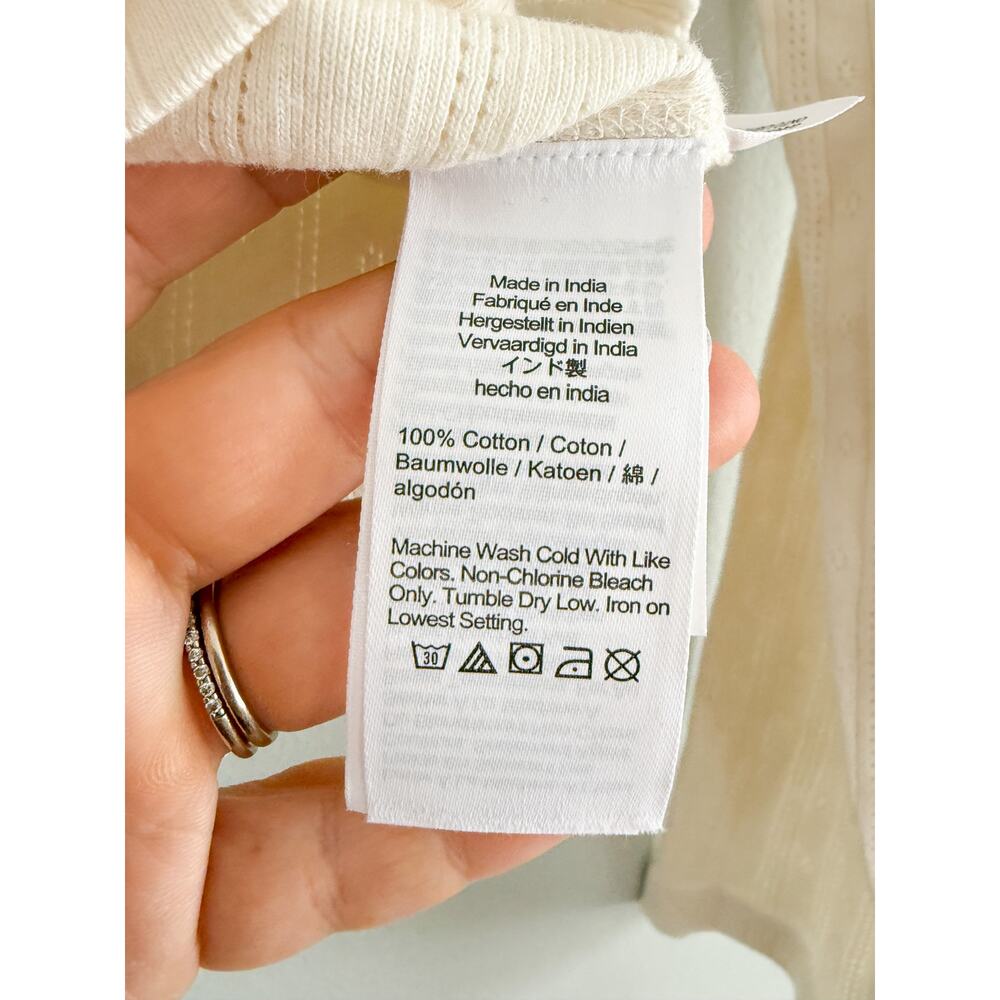 Made in India
Fabriqué en Inde
Hergestellt in Indien
Vervaardigd in India
インド製
hecho en india
100% Cotton / Coton /
Baumwolle / Katoen / 綿 /
algodón
Machine Wash Cold With Like
Colors. Non-Chlorine Bleach
Only. Tumble Dry Low. Iron on
Lowest Setting.
30